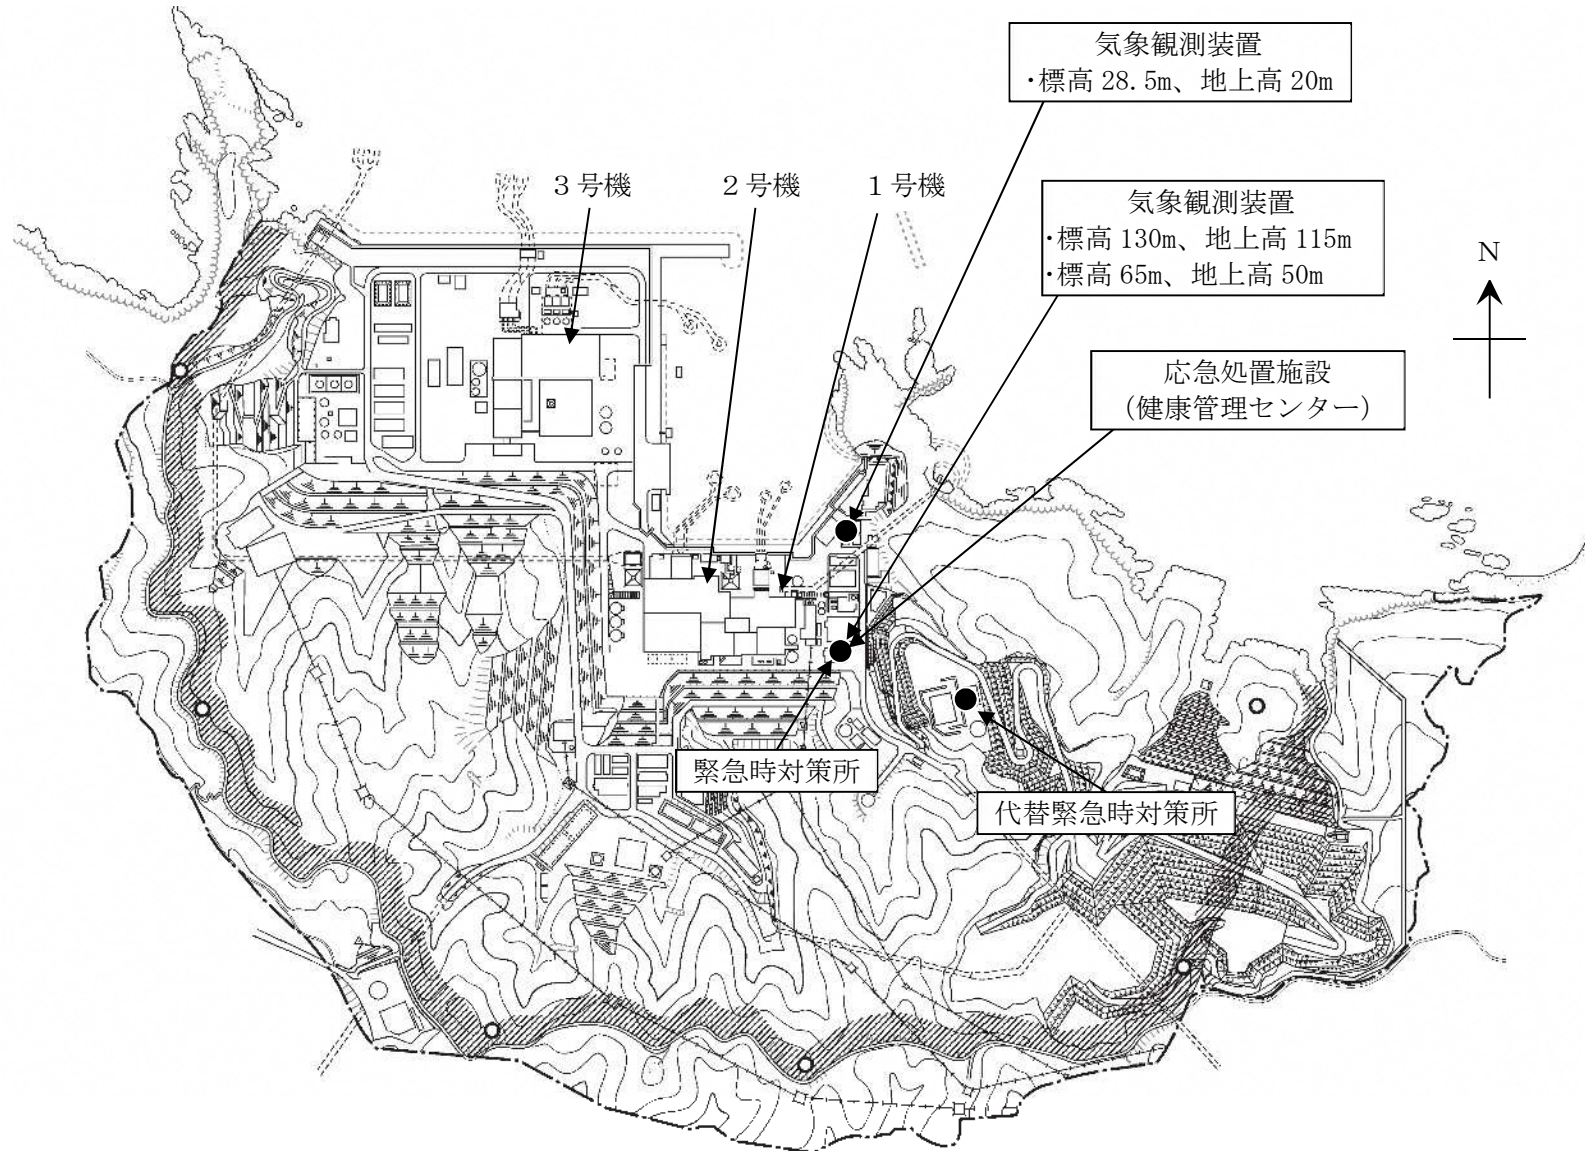 気象観測装置
・標高 28.5m、地上高 20m
3号機
2号機
1号機
気象観測装置
・標高 130m、地上高 115m
・標高 65m、地上高 50m
N
応急処置施設
(健康管理センター)
緊急時対策所
代替緊急時対策所